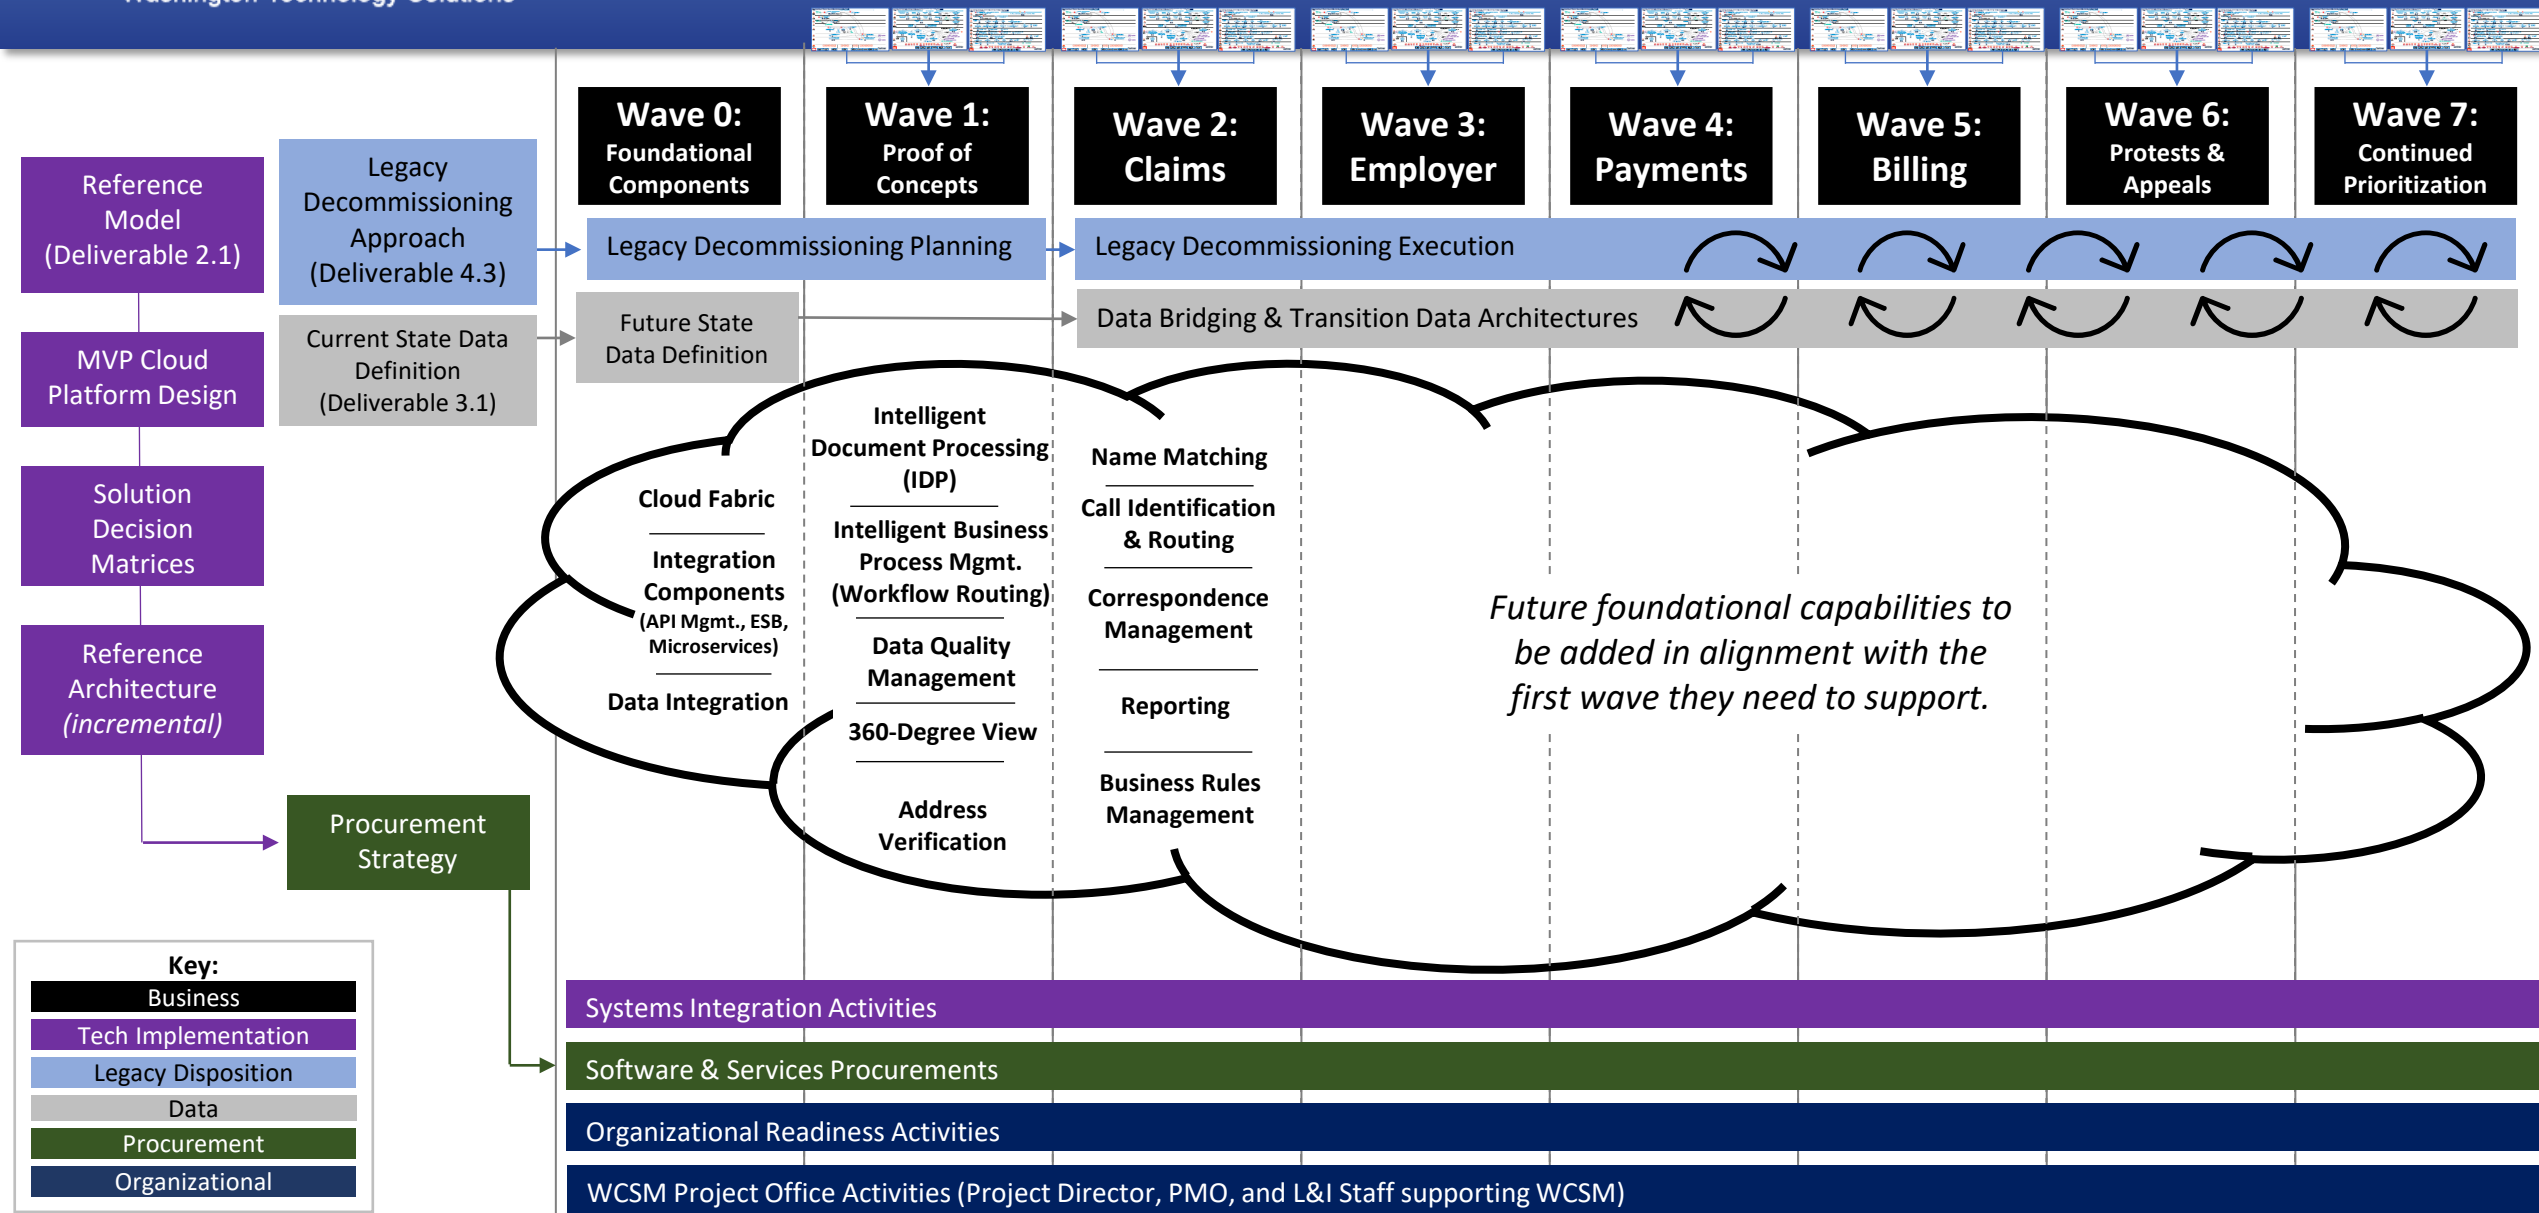 Washington Technology Solutions
Wave 0:
Foundational
Components
Wave 1:
Proof of
Concepts
Wave 2:
Claims
Wave 3:
Employer
Wave 4:
Payments
Wave 5:
Billing
Wave 6:
Protests &
Appeals
Wave 7:
Continued
Prioritization
Reference
Model
(Deliverable 2.1)
MVP Cloud
Platform Design
Solution
Decision
Matrices
Reference
Architecture
(incremental)
Legacy
Decommissioning
Approach
(Deliverable 4.3)
Current State Data
Definition
(Deliverable 3.1)
Procurement
Strategy
Legacy Decommissioning Planning
Legacy Decommissioning Execution
Future State
Data Definition
Data Bridging & Transition Data Architectures
Cloud Fabric
Integration
Components
(API Mgmt., ESB,
Microservices)
Data Integration
Intelligent
Document Processing
(IDP)
Intelligent Business
Process Mgmt.
(Workflow Routing)
Data Quality
Management
360-Degree View
Address
Verification
Name Matching
Call Identification
& Routing
Correspondence
Management
Reporting
Business Rules
Management
Future foundational capabilities to
be added in alignment with the
first wave they need to support.
Key:
Business
Tech Implementation
Legacy Disposition
Data
Procurement
Organizational
Systems Integration Activities
Software & Services Procurements
Organizational Readiness Activities
WCSM Project Office Activities (Project Director, PMO, and L&I Staff supporting WCSM)